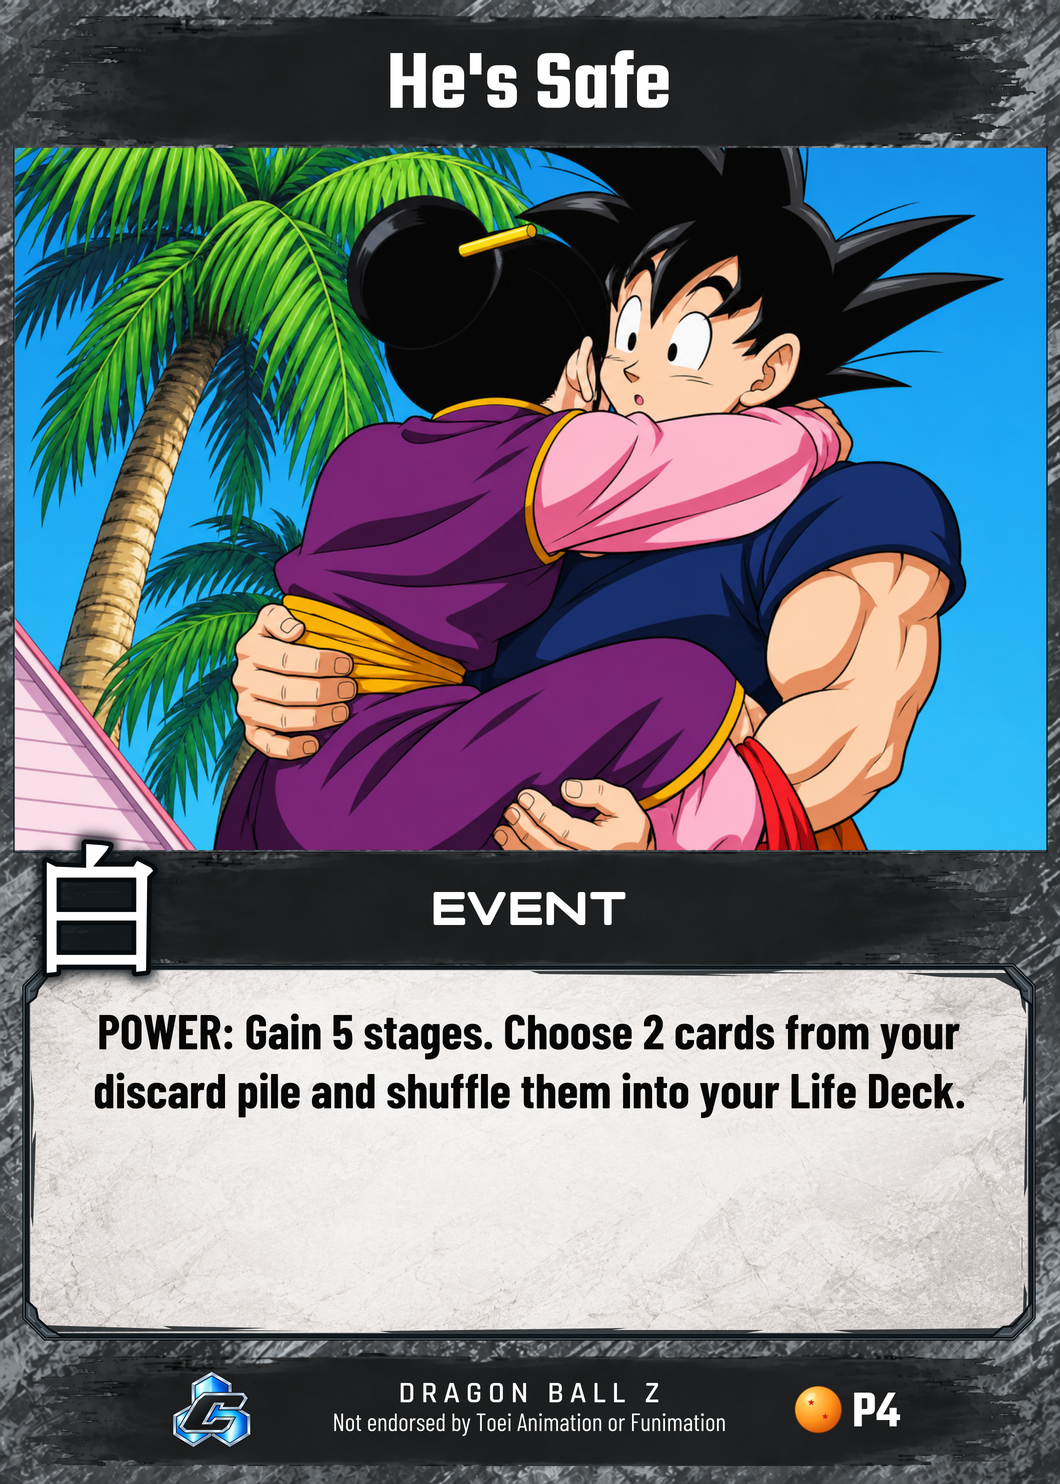 He's Safe
白
EVENT
POWER: Gain 5 stages. Choose 2 cards from your
discard pile and shuffle them into your Life Deck.
DRAGON BALL Z
Not endorsed by Toei Animation or Funimation
G
P4